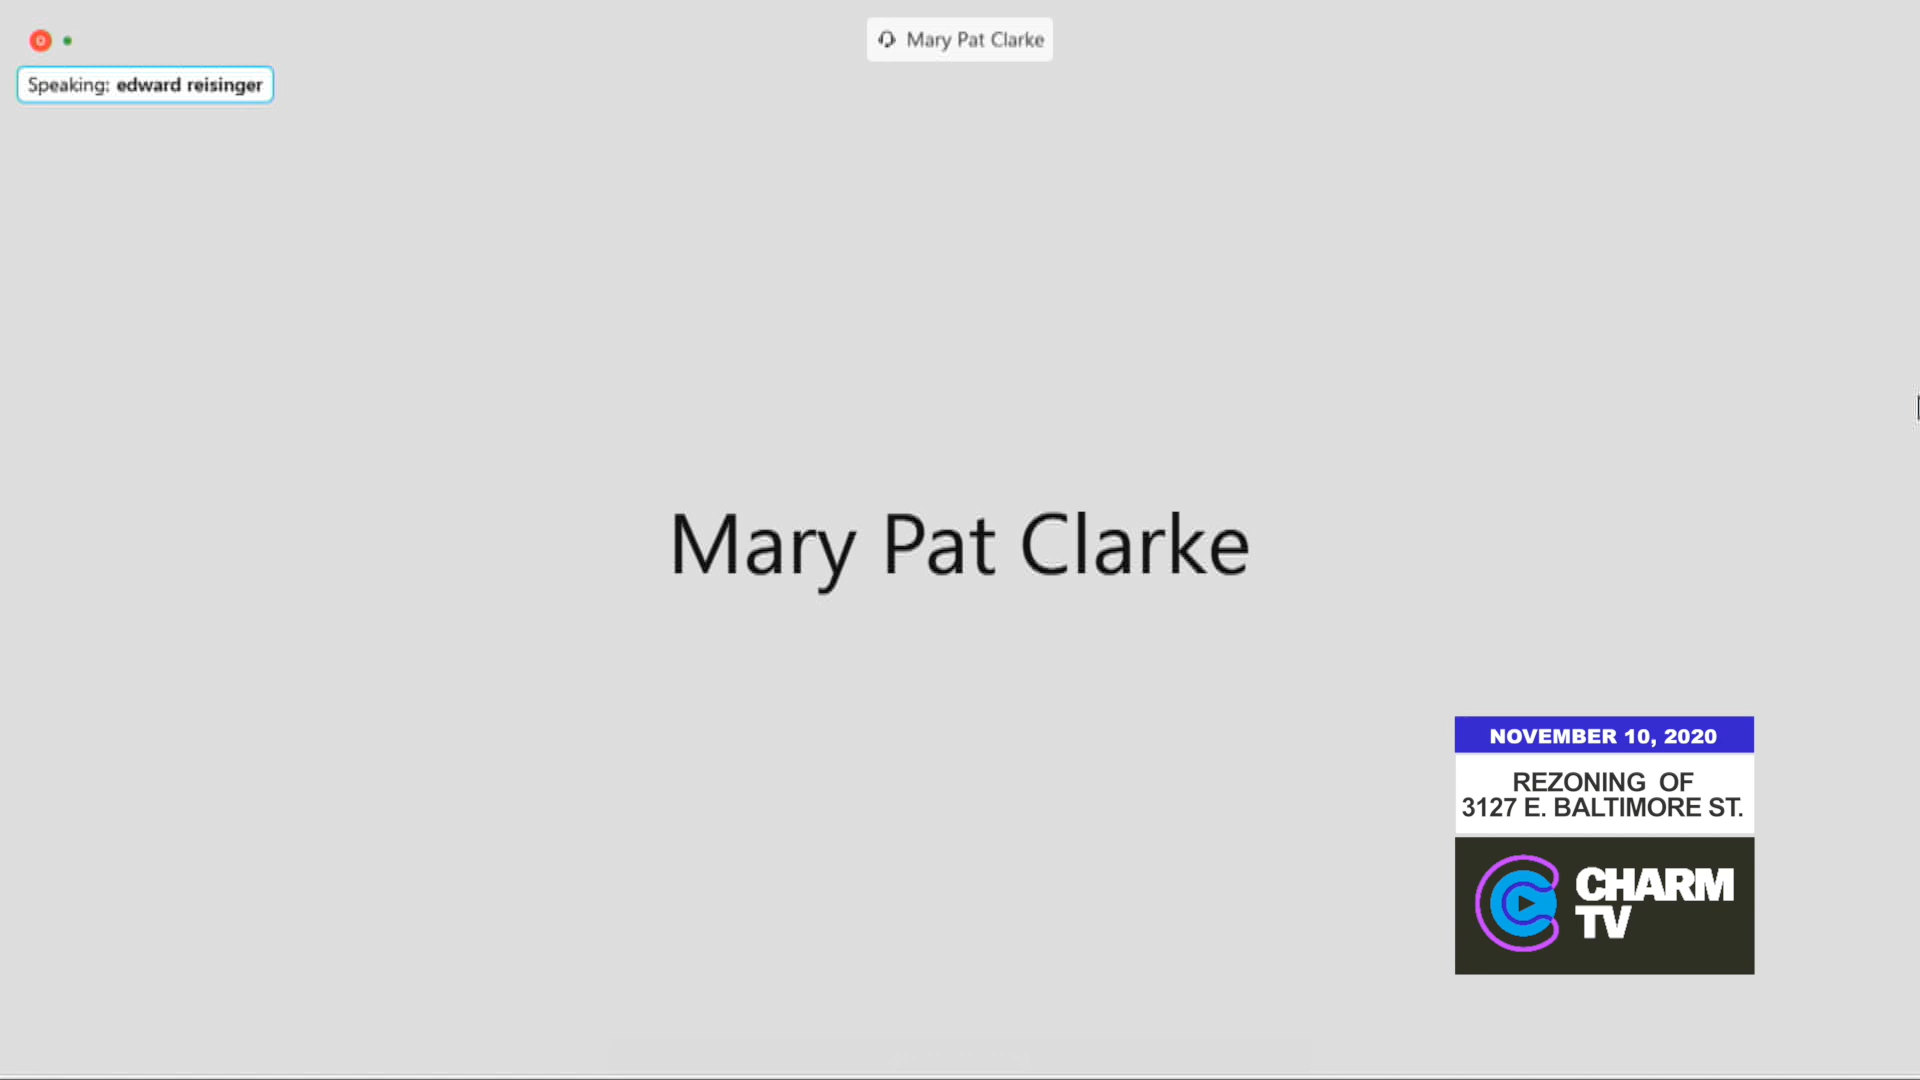 Mary Pat Clarke
Speaking: edward reisinger
Mary Pat Clarke
NOVEMBER 10, 2020
REZONING OF
3127 E. BALTIMORE ST.
CHARM
TV